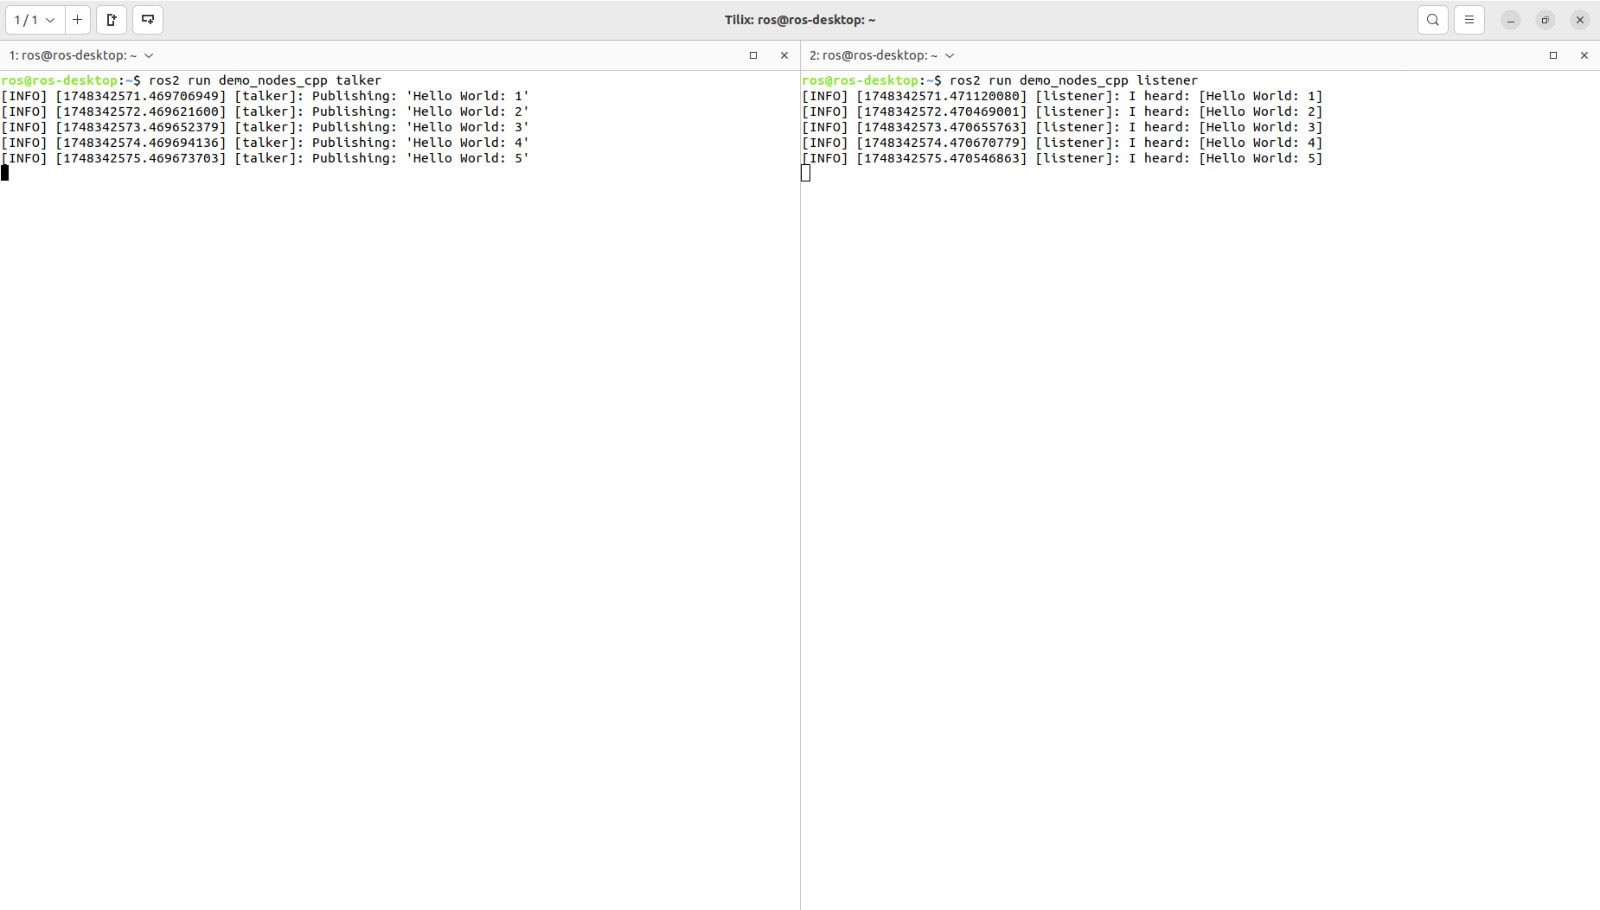 1 / 1
Tilix: ros@ros-desktop: ~
1: ros@ros-desktop: ~
ros@ros-desktop:~$ ros2 run demo_nodes_cpp talker
[INFO] [1748342571.469706949] [talker]: Publishing: 'Hello World: 1'
[INFO] [1748342572.469621600] [talker]: Publishing: 'Hello World: 2'
[INFO] [1748342573.469652379] [talker]: Publishing: 'Hello World: 3'
[INFO] [1748342574.469694136] [talker]: Publishing: 'Hello World: 4'
[INFO] [1748342575.469673703] [talker]: Publishing: 'Hello World: 5'
2: ros@ros-desktop: ~
ros@ros-desktop:~$ ros2 run demo_nodes_cpp listener
[INFO] [1748342571.471120080] [listener]: I heard: [Hello World: 1]
[INFO] [1748342572.470469001] [listener]: I heard: [Hello World: 2]
[INFO] [1748342573.470655763] [listener]: I heard: [Hello World: 3]
[INFO] [1748342574.470670779] [listener]: I heard: [Hello World: 4]
[INFO] [1748342575.470546863] [listener]: I heard: [Hello World: 5]